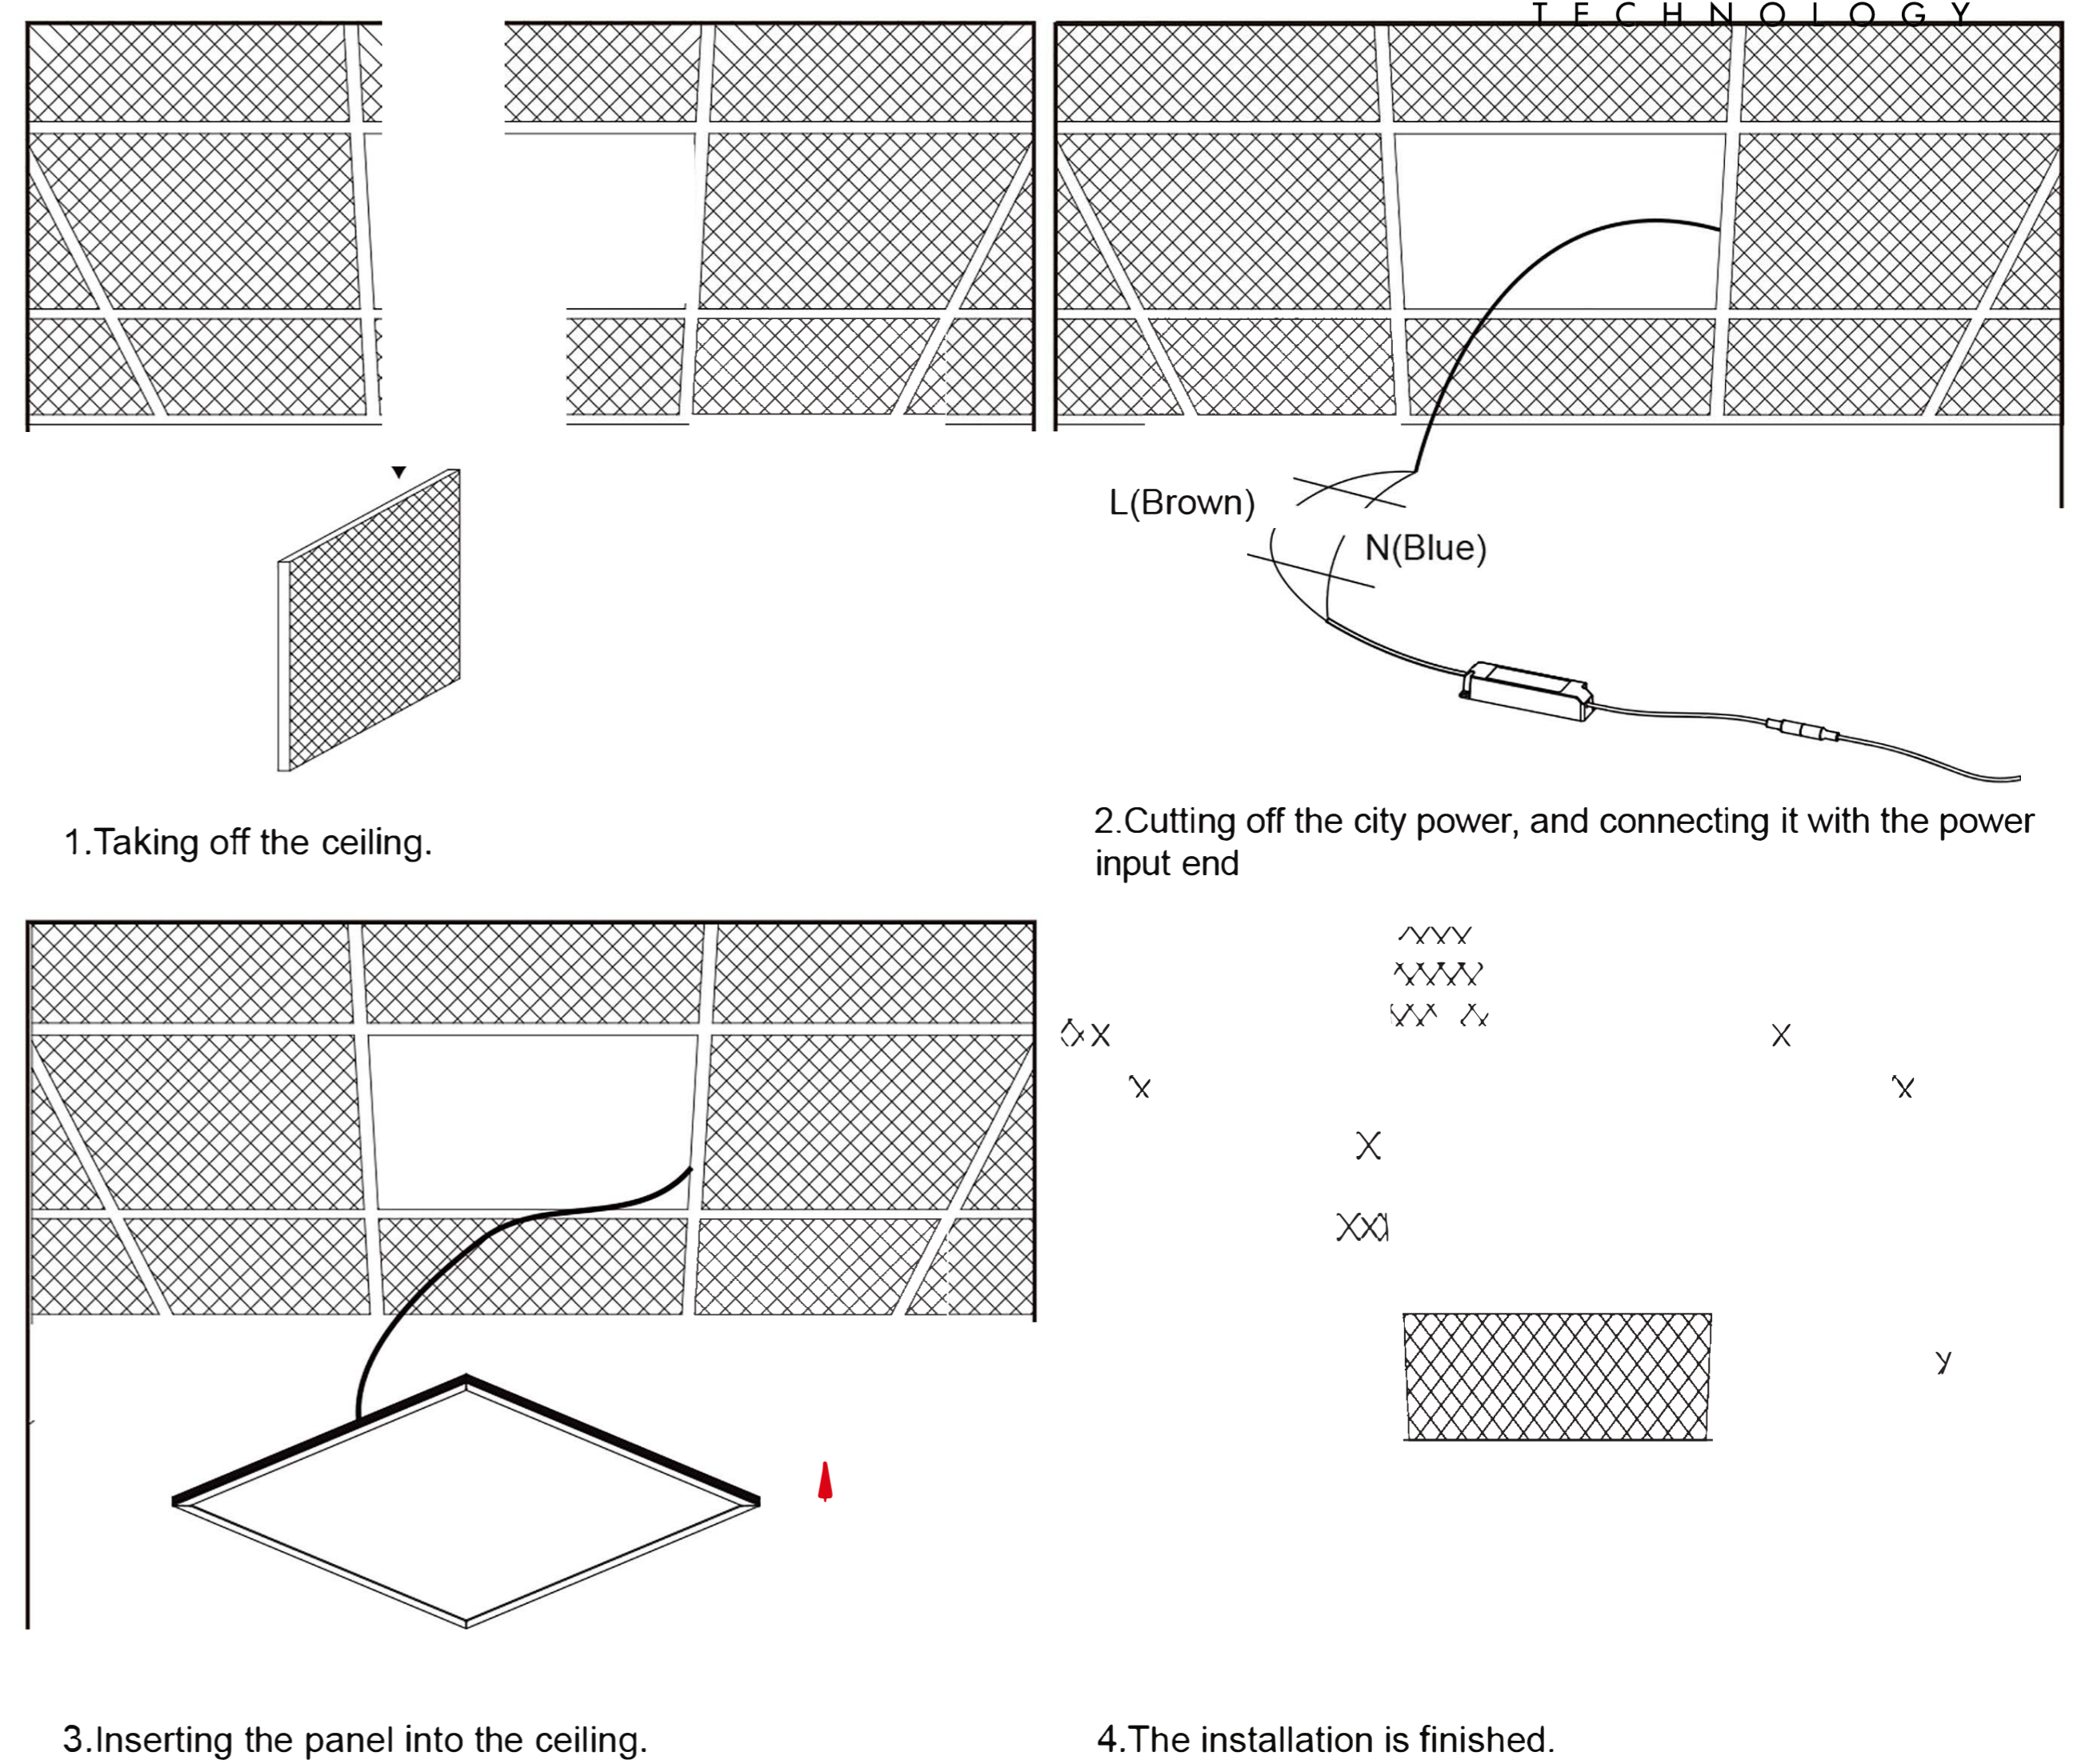 TECHNOLOGY
L(Brown)
N(Blue)
1.Taking off the ceiling.
2.Cutting off the city power, and connecting it with the power
input end
3.Inserting the panel into the ceiling.
4.The installation is finished.